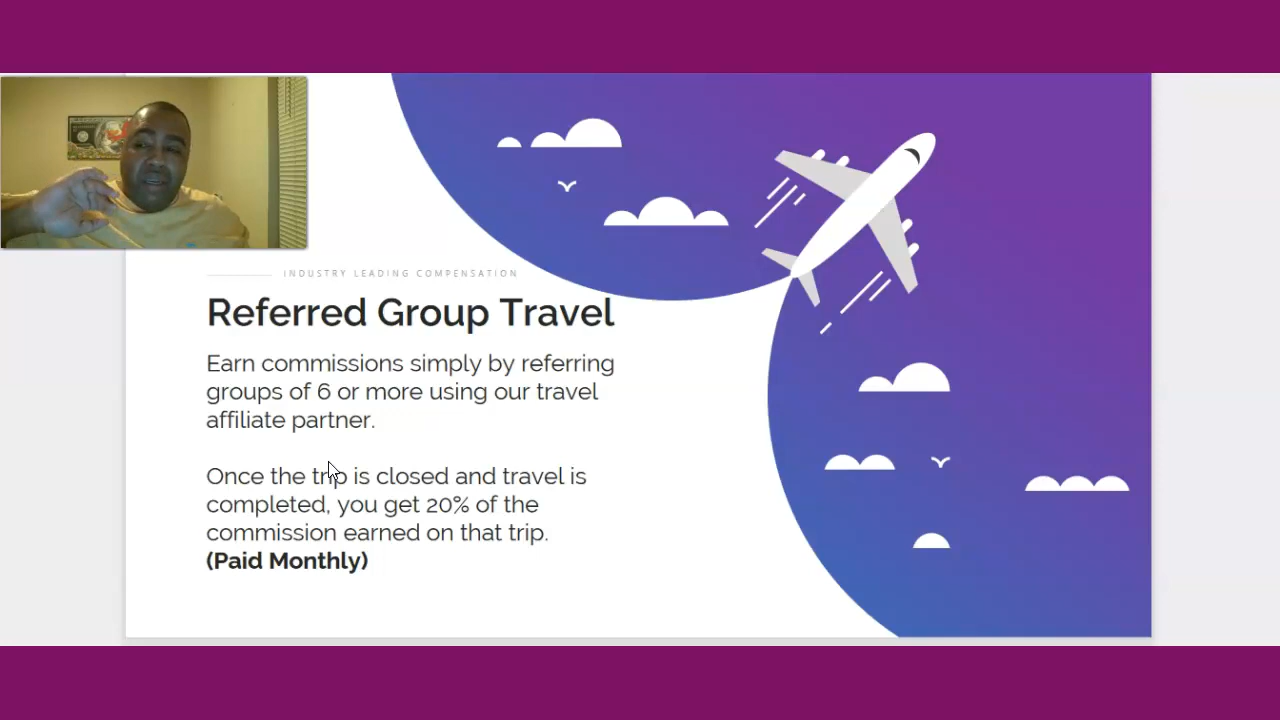 INDUSTRY LEADING COMPENSATION
Referred Group Travel
Earn commissions simply by referring
groups of 6 or more using our travel
affiliate partner.
Once the trip is closed and travel is
completed, you get 20% of the
commission earned on that trip.
(Paid Monthly)